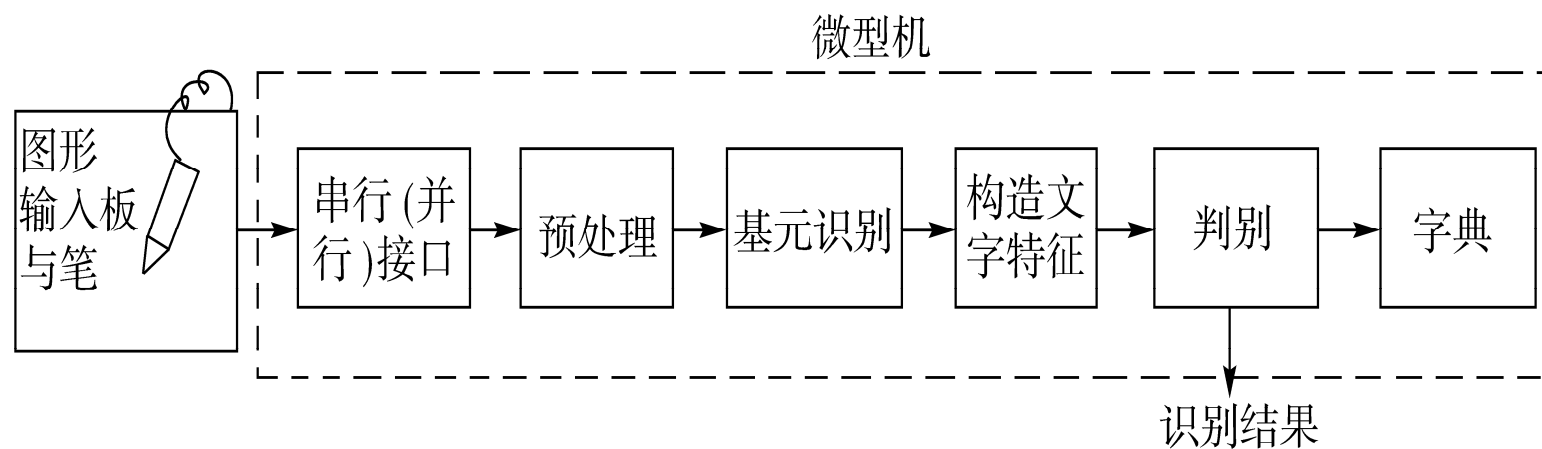 微型机
图形
输入板
与笔
串行(并
行)接口
预处理
基元识别
构造文
字特征
判别
字典
识别结果